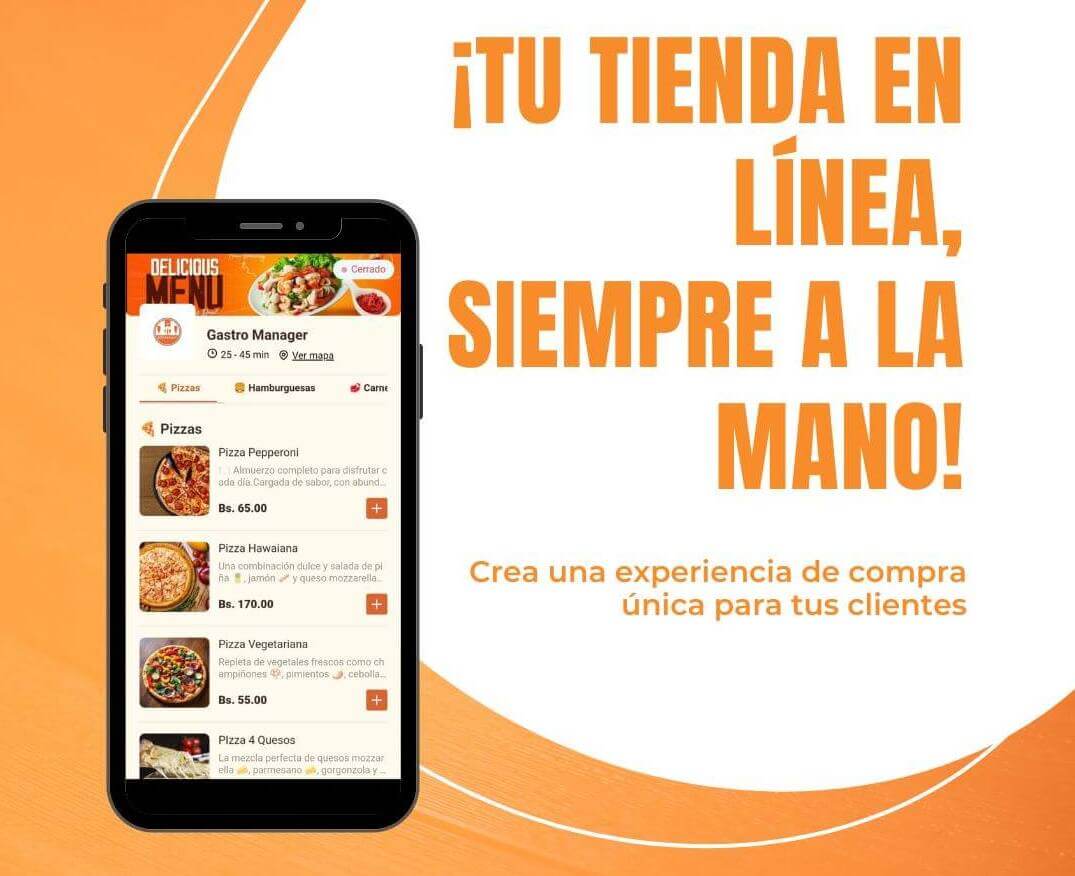 ¡TU TIENDA EN
LÍNEA,
SIEMPRE A LA
MANO!
Crea una experiencia de compra
única para tus clientes
DELICIOUS
MENU
Cerrado
Gastro Manager
25 - 45 min Ver mapa
🍕 Pizzas 🍔 Hamburguesas 🥩 Carne
🍕 Pizzas
Pizza Pepperoni
Almuerzo completo para disfrutar c
ada día.Cargada de sabor, con abund...
Bs. 65.00
+
Pizza Hawaiana
Una combinación dulce y salada de pi
ña 🍍, jamón 🥓 y queso mozzarella...
Bs. 170.00
+
Pizza Vegetariana
Repleta de vegetales frescos como ch
ampiñones 🍄, pimientos 🌶️, cebolla...
Bs. 55.00
+
PIzza 4 Quesos
La mezcla perfecta de quesos mozzar
ella 🧀, parmesano 🧀, gorgonzola y ...